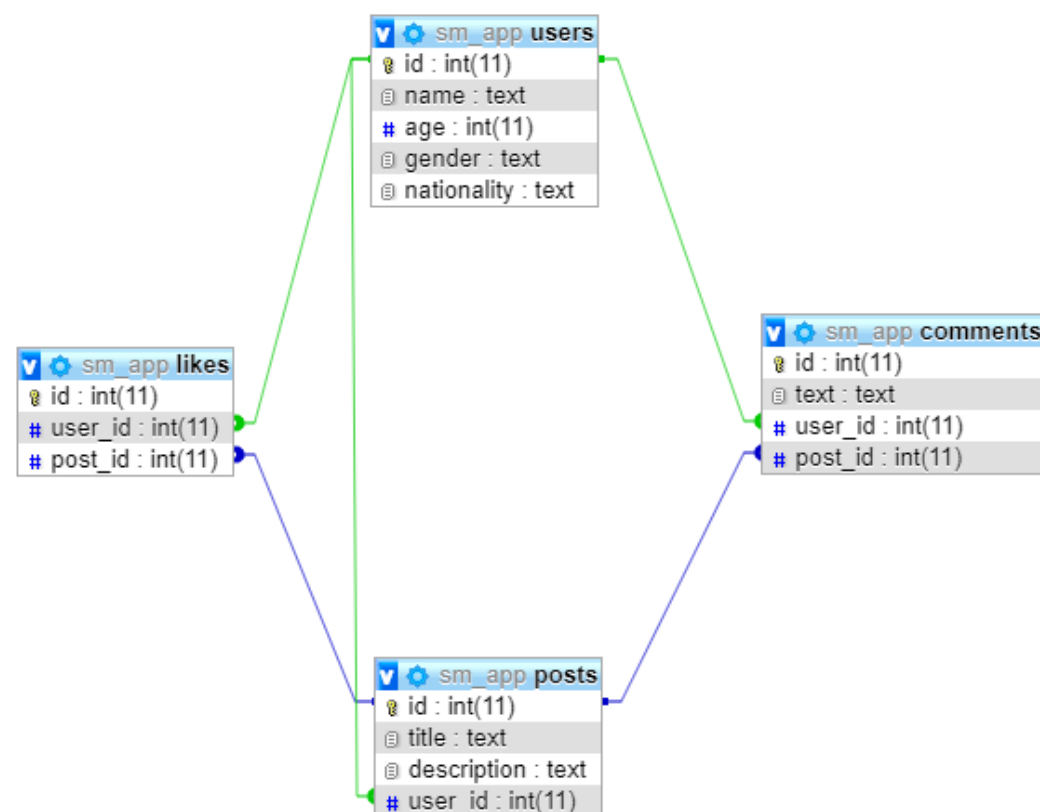 sm_app users
id : int(11)
name : text
# age : int(11)
gender : text
nationality : text
sm_app likes
id : int(11)
# user_id : int(11)
# post_id : int(11)
sm_app comments
id : int(11)
text : text
# user_id : int(11)
# post_id : int(11)
sm_app posts
id : int(11)
title : text
description : text
# user_id : int(11)